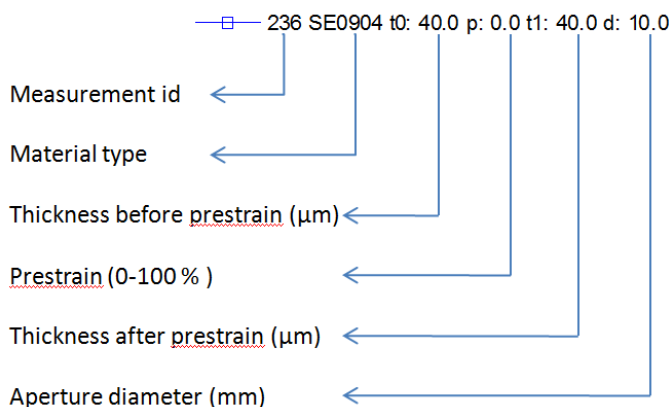 236 SE0904 t0: 40.0 p: 0.0 t1: 40.0 d: 10.0
Measurement id
Material type
Thickness before prestrain (µm)
Prestrain (0-100 % )
Thickness after prestrain (µm)
Aperture diameter (mm)